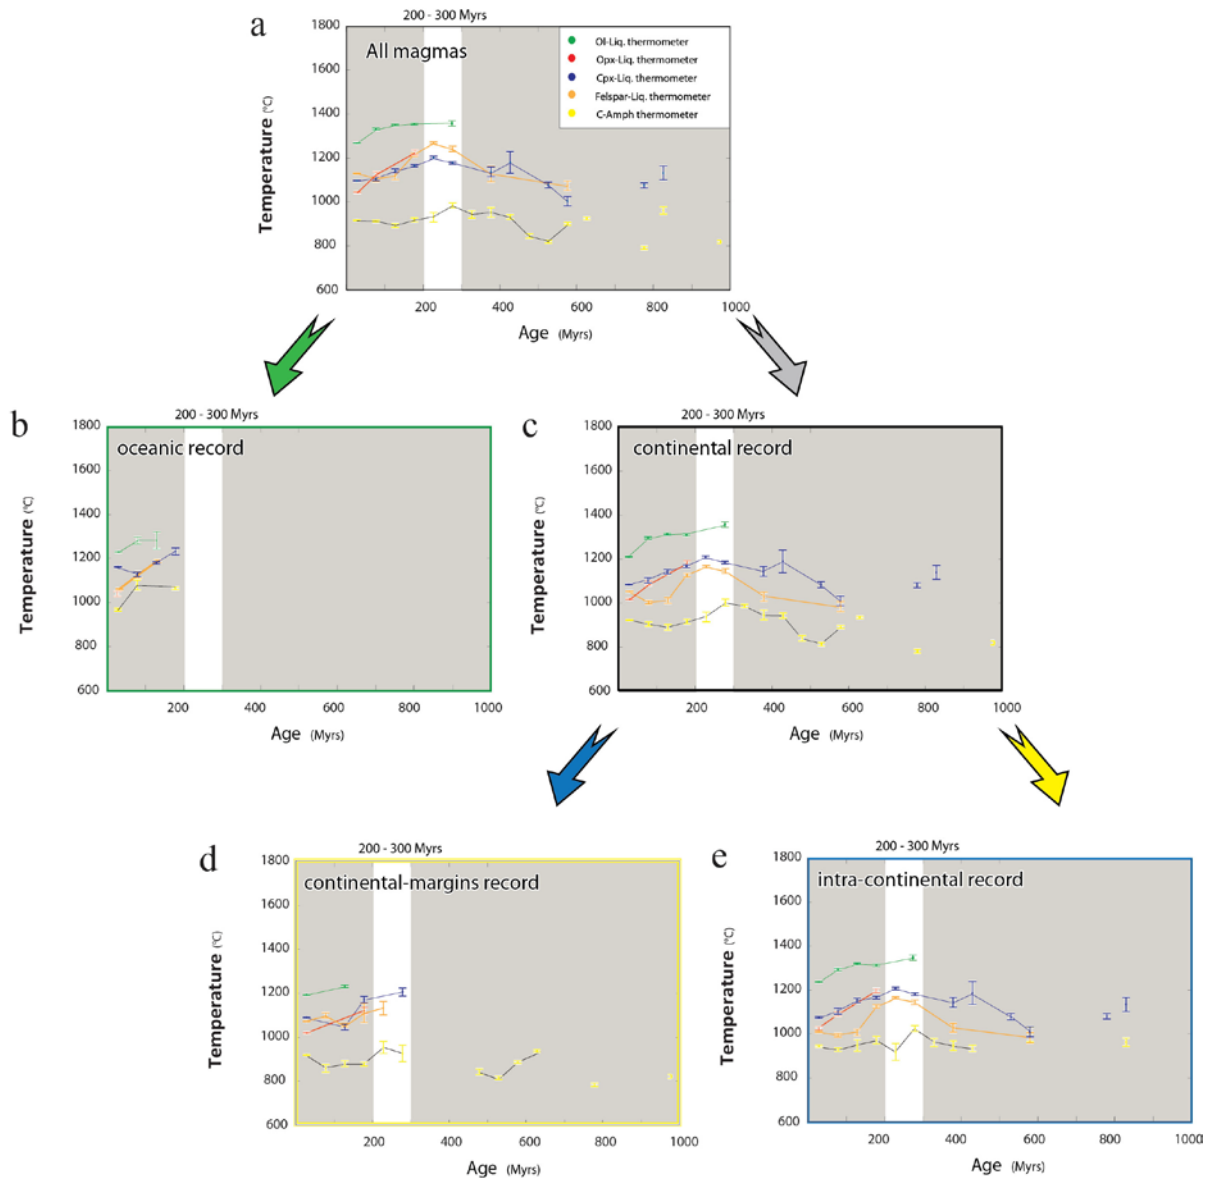 a
200 - 300 Myrs
1800
1600
1400
1200
1000
800
600
Temperature (°C)
All magmas
Ol-Liq. thermometer
Opx-Liq. thermometer
Cpx-Liq. thermometer
Felspar-Liq. thermometer
C-Amph thermometer
200
400
600
800
1000
Age (Myrs)
b
200 - 300 Myrs
1800
1600
1400
1200
1000
800
600
Temperature (°C)
oceanic record
200
400
600
800
1000
Age (Myrs)
c
200 - 300 Myrs
1800
1600
1400
1200
1000
800
600
Temperature (°C)
continental record
200
400
600
800
1000
Age (Myrs)
d
200 - 300 Myrs
1800
1600
1400
1200
1000
800
600
Temperature (°C)
continental-margins record
200
400
600
800
1000
Age (Myrs)
e
200 - 300 Myrs
1800
1600
1400
1200
1000
800
600
Temperature (°C)
intra-continental record
200
400
600
800
1000
Age (Myrs)